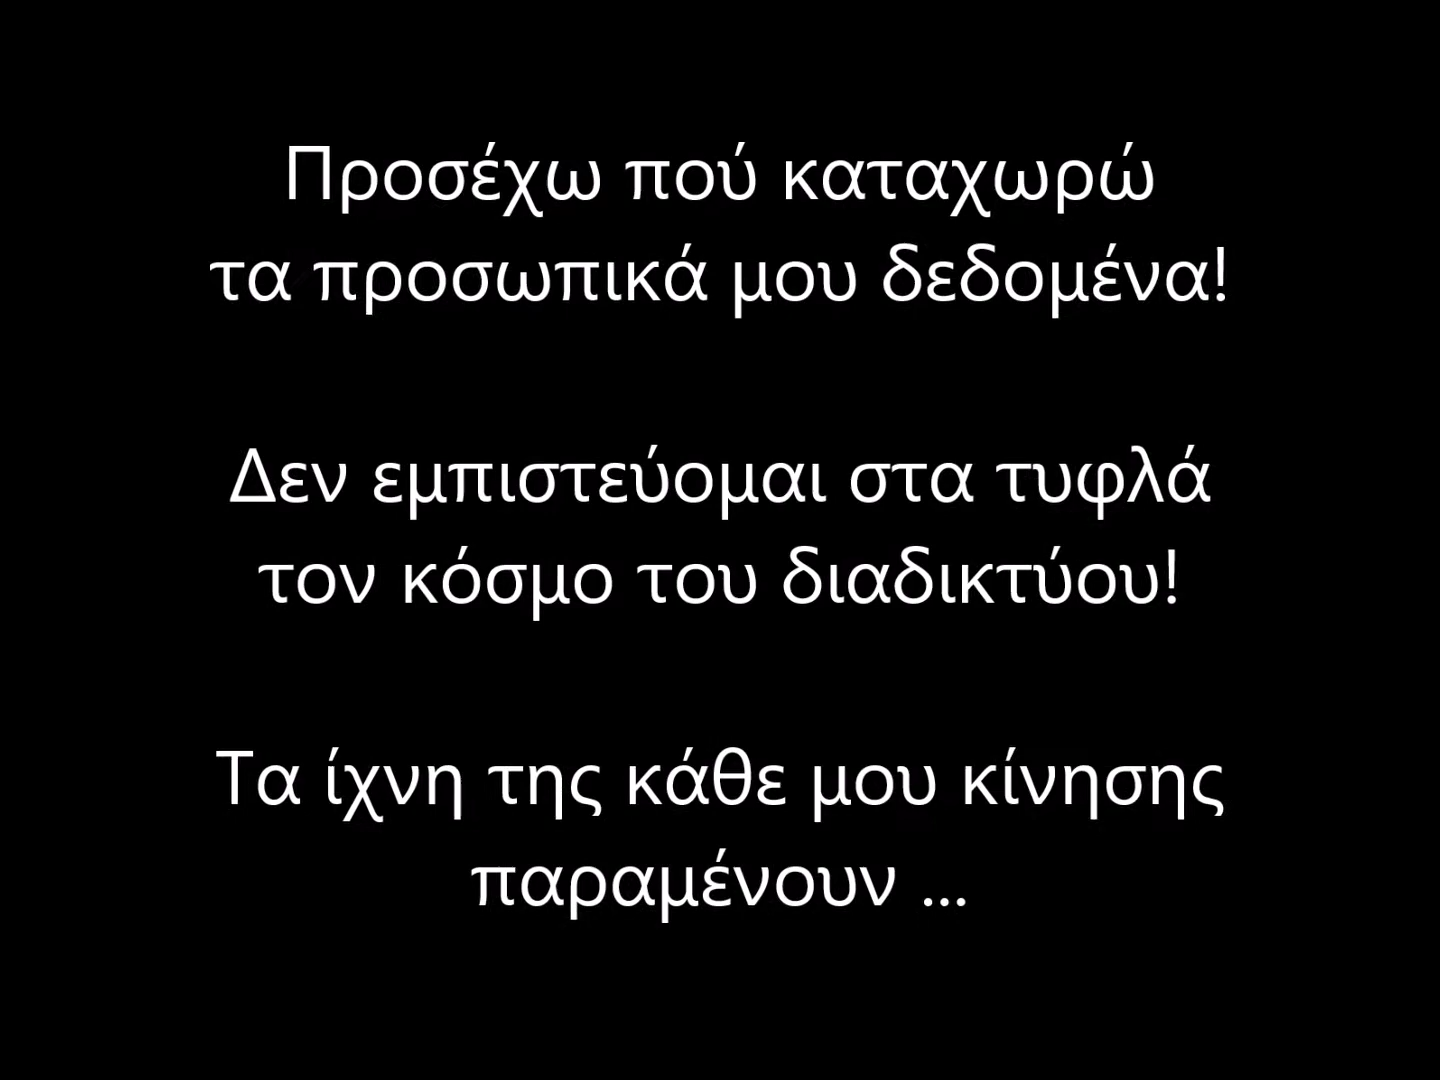 Προσέχω πού καταχωρώ
τα προσωπικά μου δεδομένα!
Δεν εμπιστεύομαι στα τυφλά
τον κόσμο του διαδικτύου!
Τα ίχνη της κάθε μου κίνησης
παραμένουν ...